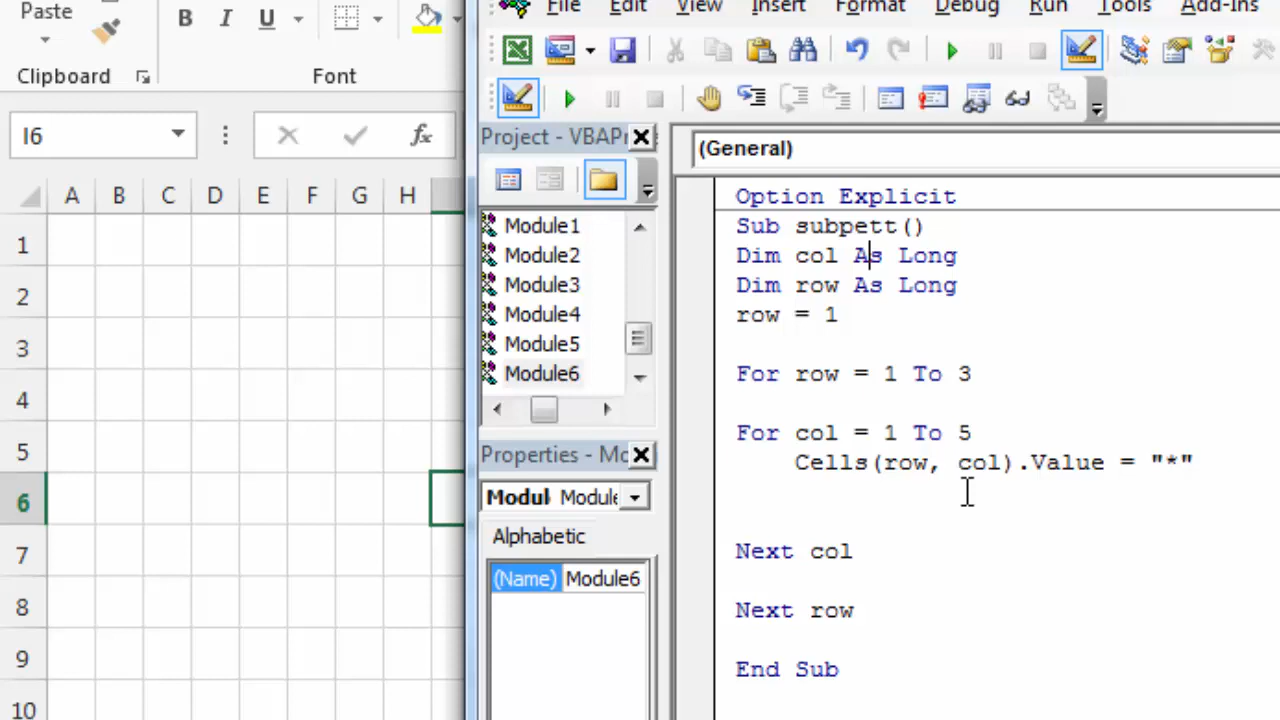 File Edit View Insert Format Debug Run Tools Add-Ins
Paste
B I U
Clipboard
Font
I6
fx
A B C D E F G H
1
2
3
4
5
6
7
8
9
10
Project - VBAPr
Module1
Module2
Module3
Module4
Module5
Module6
Properties - Mo
Modul Module
Alphabetic
(Name) Module6
(General)
Option Explicit
Sub subpett()
Dim col As Long
Dim row As Long
row = 1
For row = 1 To 3
For col = 1 To 5
Cells(row, col).Value = "*"
Next col
Next row
End Sub